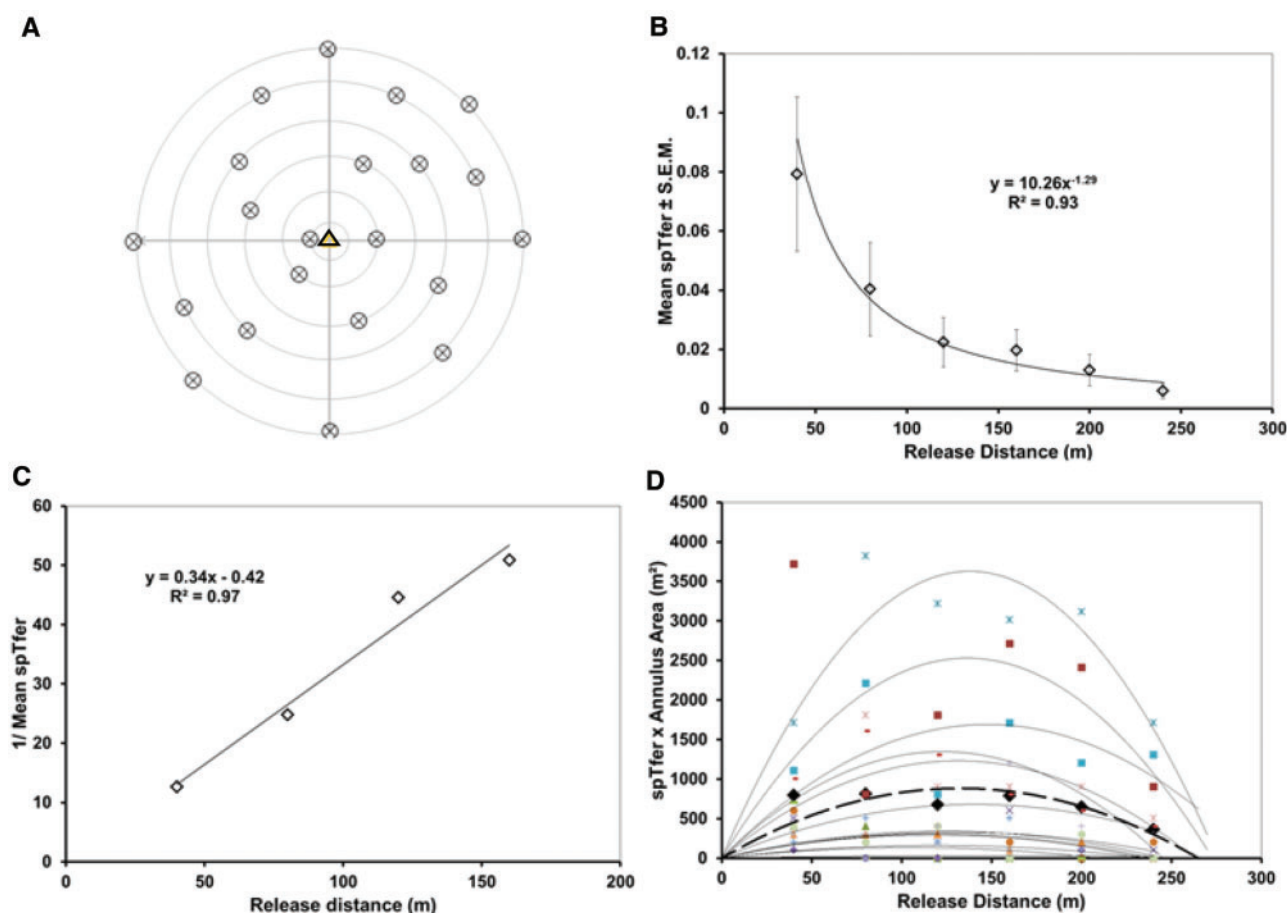 A
B
Mean spTfer ± S.E.M.
0.12
0.1
0.08
0.06
0.04
0.02
0
y = 10.26x^-1.29
R² = 0.93
0 50 100 150 200 250 300
Release Distance (m)
C
1/ Mean spTfer
60
50
40
30
20
10
0
y = 0.34x - 0.42
R² = 0.97
0 50 100 150 200
Release distance (m)
D
spTfer x Annulus Area (m²)
4500
4000
3500
3000
2500
2000
1500
1000
500
0
0 50 100 150 200 250 300
Release Distance (m)